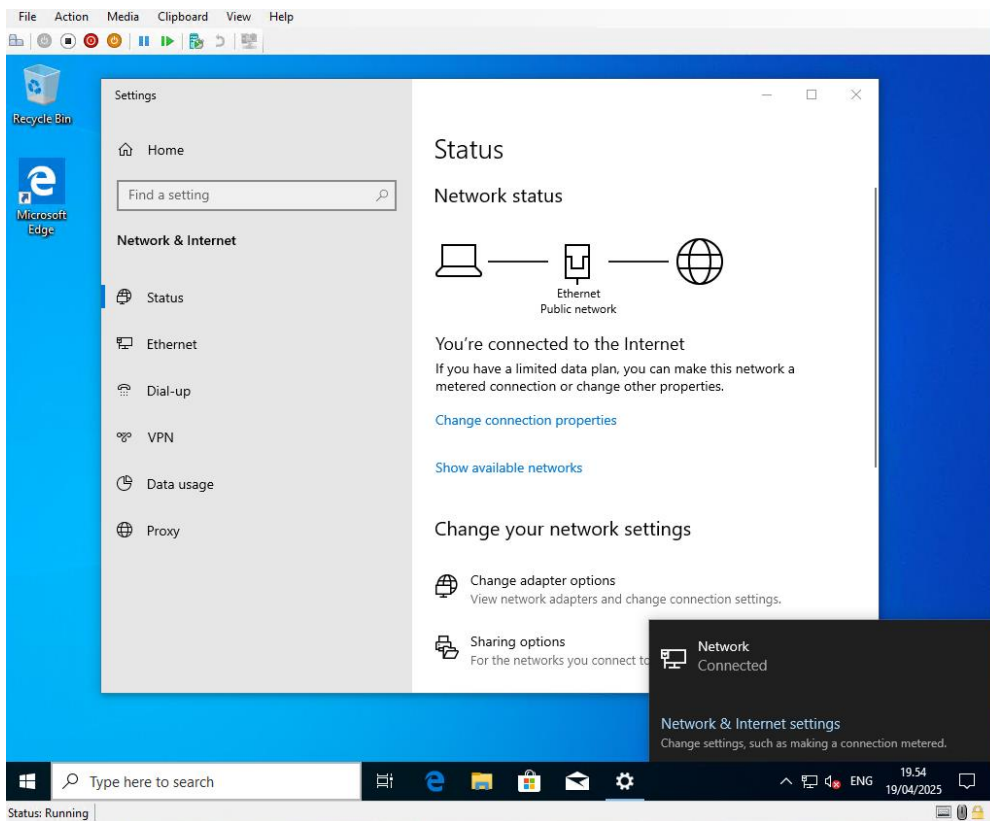 File Action Media Clipboard View Help
Recycle Bin
Microsoft
Edge
Settings
Home
Find a setting
Network & Internet
Status
Ethernet
Dial-up
VPN
Data usage
Proxy
Status
Network status
Ethernet
Public network
You're connected to the Internet
If you have a limited data plan, you can make this network a
metered connection or change other properties.
Change connection properties
Show available networks
Change your network settings
Change adapter options
View network adapters and change connection settings.
Sharing options
For the networks you connect to
Network
Connected
Network & Internet settings
Change settings, such as making a connection metered.
Type here to search
ENG
19.54
19/04/2025
Status: Running